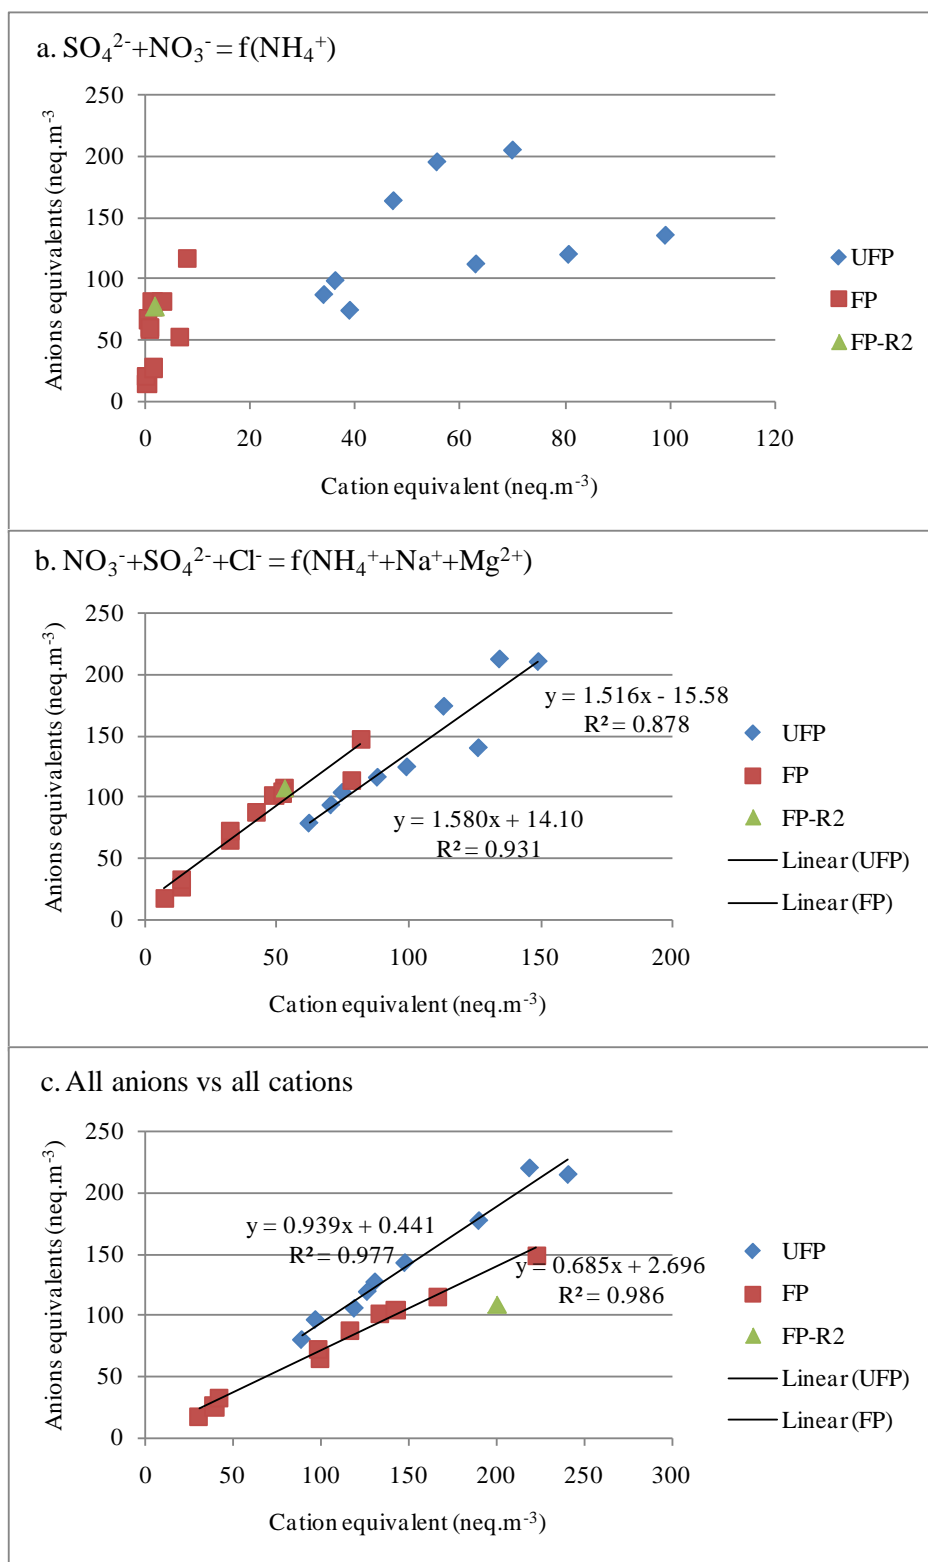 a. SO₄²⁻+NO₃⁻ = f(NH₄⁺)
Anions equivalents (neq.m⁻³
250
200
150
100
50
0
0 20 40 60 80 100 120
Cation equivalent (neq.m⁻³)
UFP
FP
FP-R2
b. NO₃⁻+SO₄²⁻+Cl⁻ = f(NH₄⁺+Na⁺+Mg²⁺)
Anions equivalents (neq.m⁻³)
250
200
150
100
50
0
0 50 100 150 200
Cation equivalent (neq.m⁻³)
y = 1.516x - 15.58
R² = 0.878
y = 1.580x + 14.10
R² = 0.931
UFP
FP
FP-R2
Linear (UFP)
Linear (FP)
c. All anions vs all cations
Anions equivalents (neq.m⁻³)
250
200
150
100
50
0
0 50 100 150 200 250 300
Cation equivalent (neq.m⁻³)
y = 0.939x + 0.441
R² = 0.977
y = 0.685x + 2.696
R² = 0.986
UFP
FP
FP-R2
Linear (UFP)
Linear (FP)